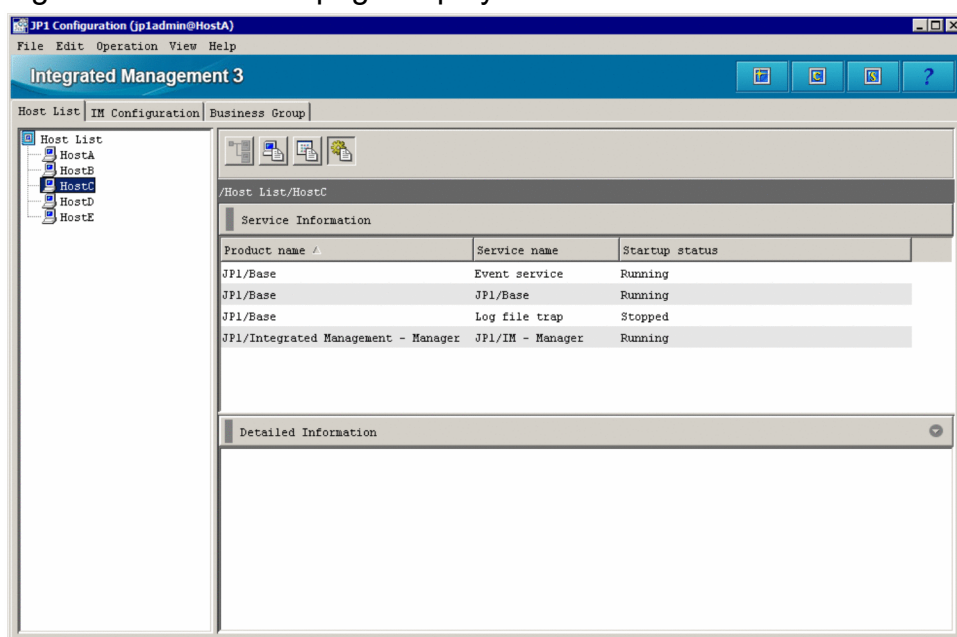 JP1 Configuration (jp1admin@HostA)
File Edit Operation View Help
Integrated Management 3
?
Host List IM Configuration Business Group
Host List
HostA
HostB
HostC
HostD
HostE
/Host List/HostC
Service Information
Product name Service name Startup status
JP1/Base Event service Running
JP1/Base JP1/Base Running
JP1/Base Log file trap Stopped
JP1/Integrated Management - Manager JP1/IM - Manager Running
Detailed Information